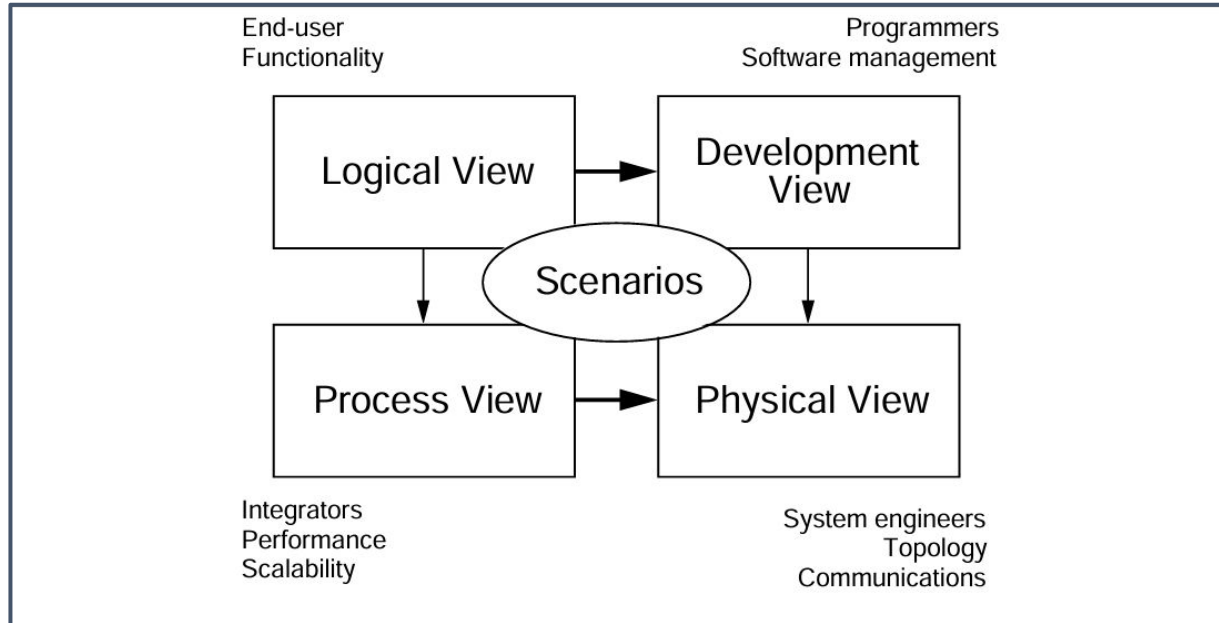 End-user
Functionality
Programmers
Software management
Logical View
Development
View
Scenarios
Process View
Physical View
Integrators
Performance
Scalability
System engineers
Topology
Communications